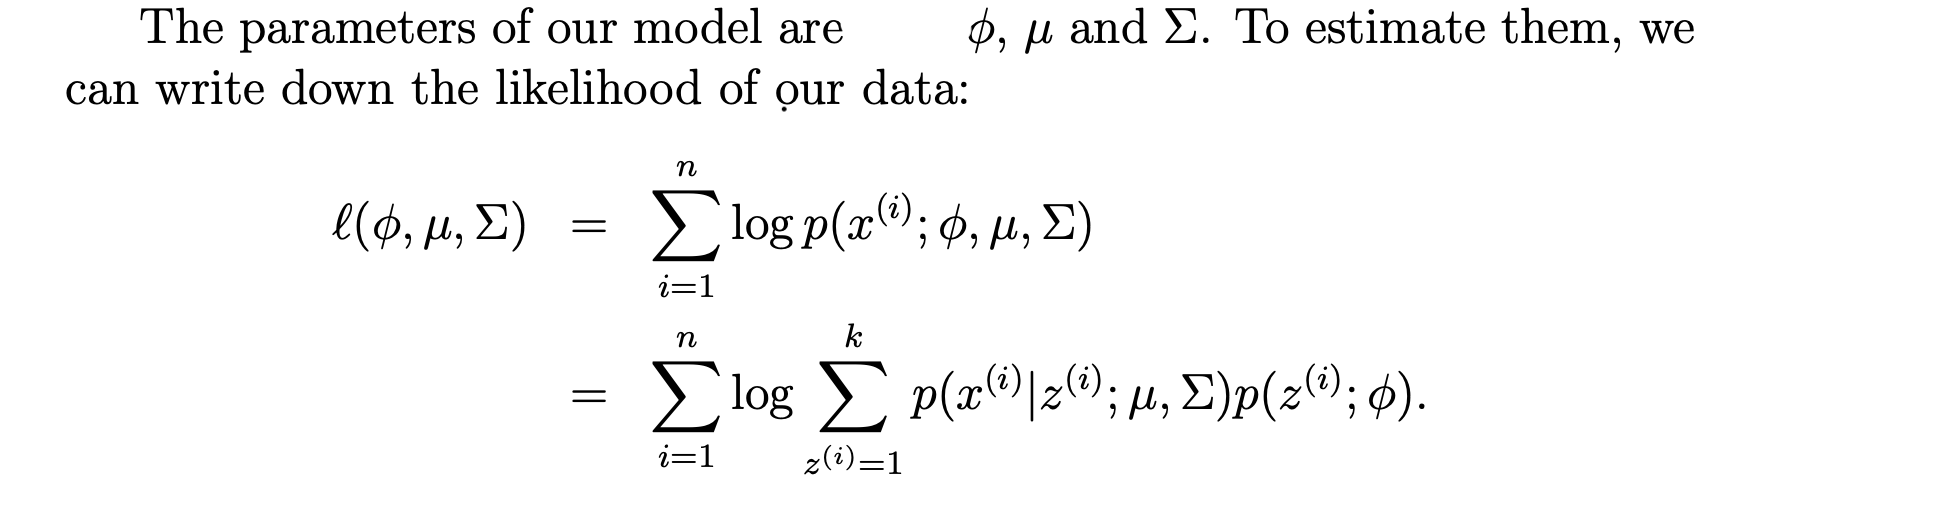 The parameters of our model are ϕ, μ and Σ. To estimate them, we
can write down the likelihood of our data:
ℓ(ϕ, μ, Σ) = ∑_{i=1}^{n} log p(x^{(i)}; ϕ, μ, Σ)
= ∑_{i=1}^{n} log ∑_{z^{(i)}=1}^{k} p(x^{(i)}|z^{(i)}; μ, Σ)p(z^{(i)}; ϕ).